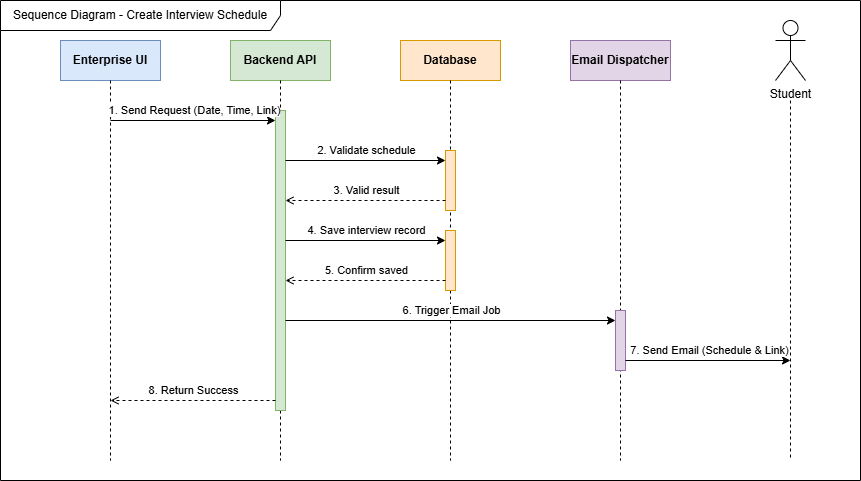 Sequence Diagram - Create Interview Schedule
Enterprise UI
Backend API
Database
Email Dispatcher
Student
1. Send Request (Date, Time, Link)
2. Validate schedule
3. Valid result
4. Save interview record
5. Confirm saved
6. Trigger Email Job
7. Send Email (Schedule & Link)
8. Return Success